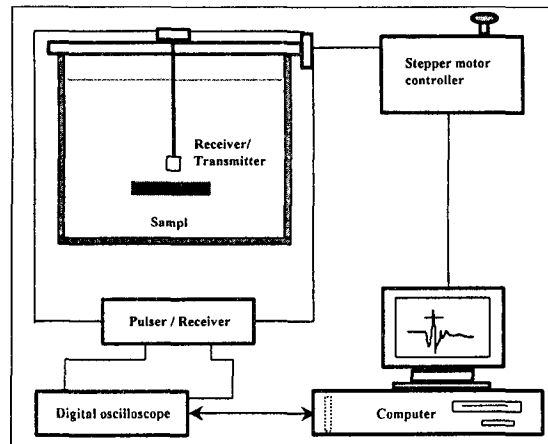 Stepper motor
controller
Receiver/
Transmitter
Sampl
Pulser / Receiver
Digital oscilloscope
Computer